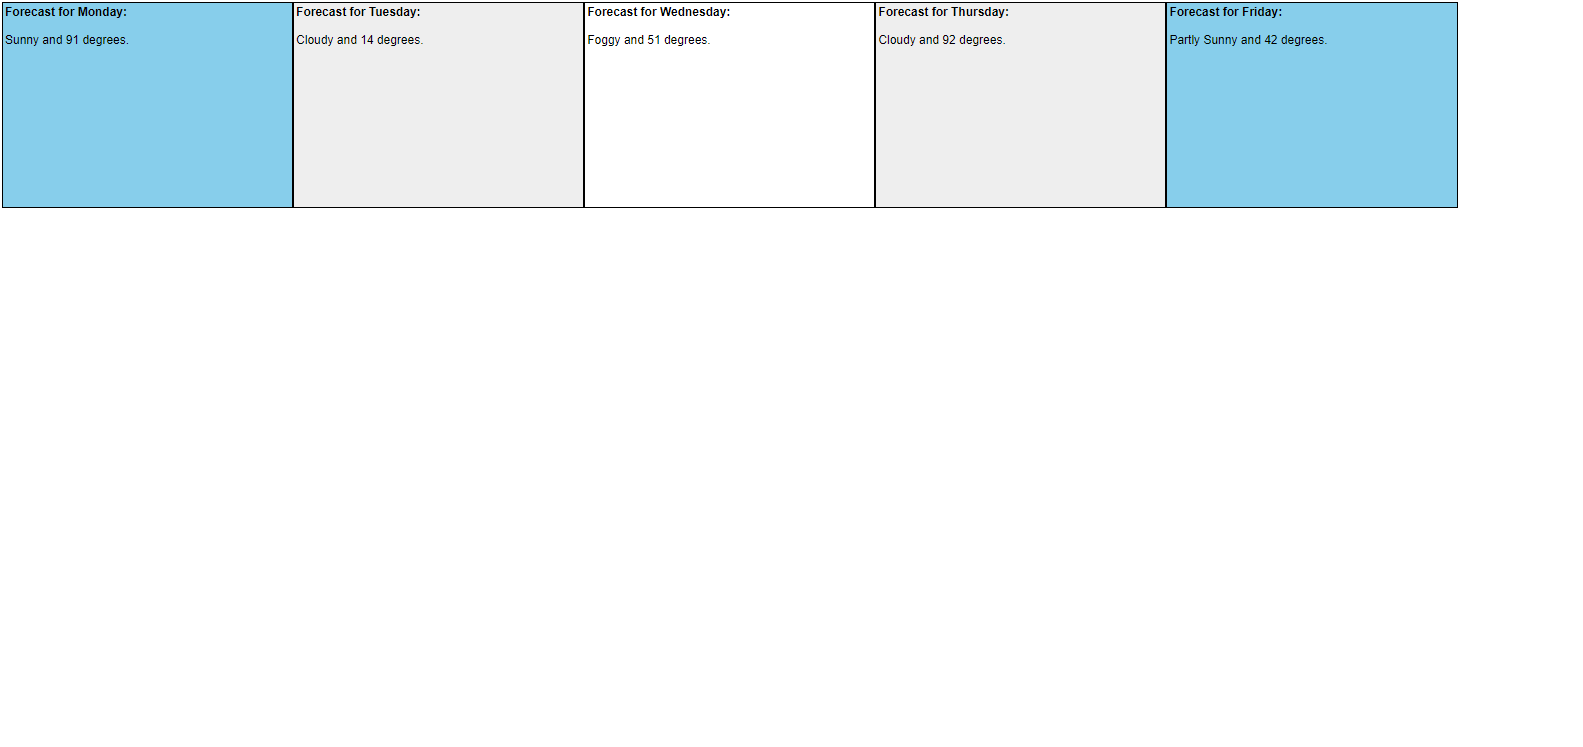 Forecast for Monday:
Sunny and 91 degrees.
Forecast for Tuesday:
Cloudy and 14 degrees.
Forecast for Wednesday:
Foggy and 51 degrees.
Forecast for Thursday:
Cloudy and 92 degrees.
Forecast for Friday:
Partly Sunny and 42 degrees.